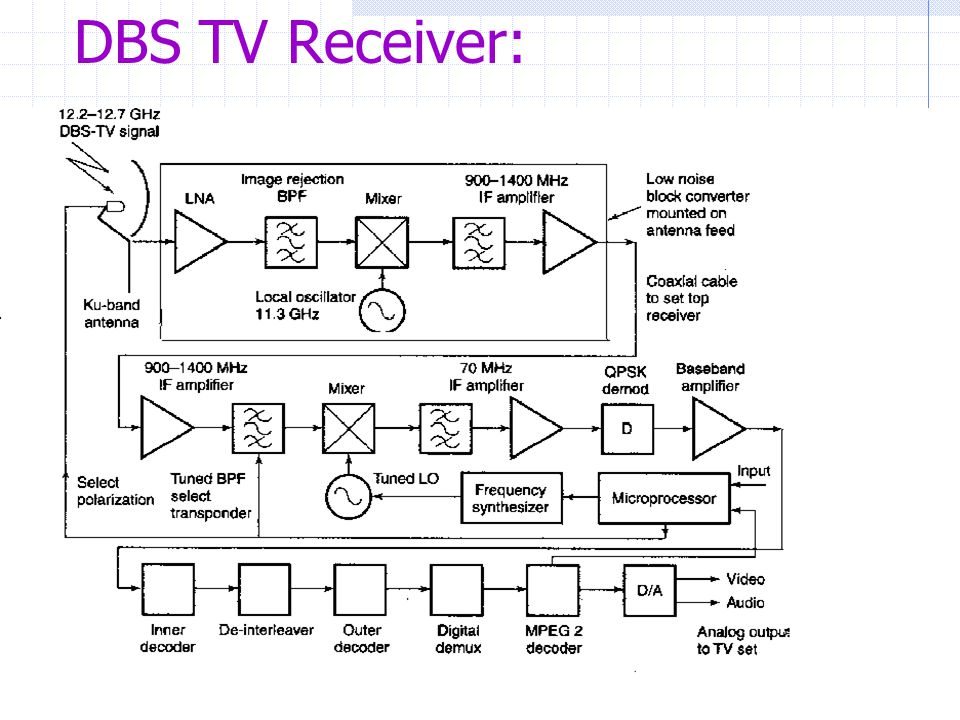 DBS TV Receiver:
12.2–12.7 GHz
DBS-TV signal
LNA
Image rejection
BPF
Mixer
900–1400 MHz
IF amplifier
Low noise
block converter
mounted on
antenna feed
Ku-band
antenna
Local oscillator
11.3 GHz
Coaxial cable
to set top
receiver
900–1400 MHz
IF amplifier
Mixer
70 MHz
IF amplifier
QPSK
demod
Baseband
amplifier
D
Select
polarization
Tuned BPF
select
transponder
Tuned LO
Frequency
synthesizer
Microprocessor
Input
Inner
decoder
De-interleaver
Outer
decoder
Digital
demux
MPEG 2
decoder
D/A
Video
Audio
Analog output
to TV set